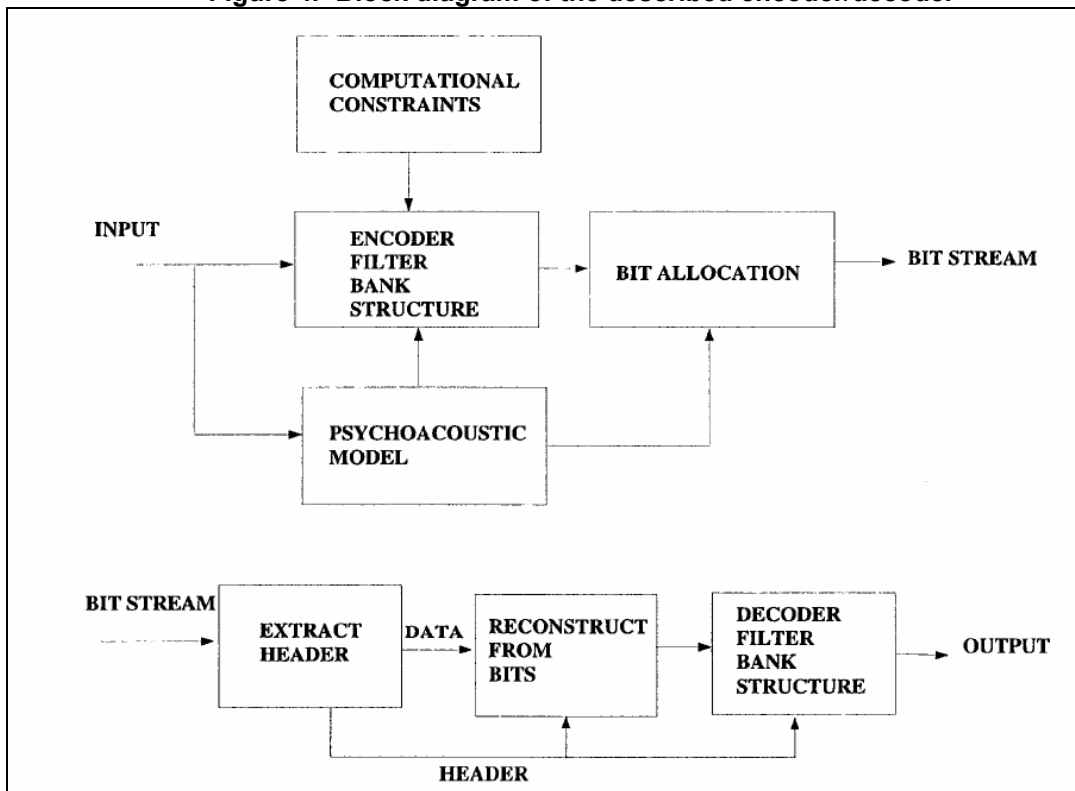 Figure 4: Block diagram of the described encoder/decoder
COMPUTATIONAL
CONSTRAINTS
INPUT
ENCODER
FILTER
BANK
STRUCTURE
BIT ALLOCATION
BIT STREAM
PSYCHOACOUSTIC
MODEL
BIT STREAM
EXTRACT
HEADER
DATA
RECONSTRUCT
FROM
BITS
DECODER
FILTER
BANK
STRUCTURE
OUTPUT
HEADER